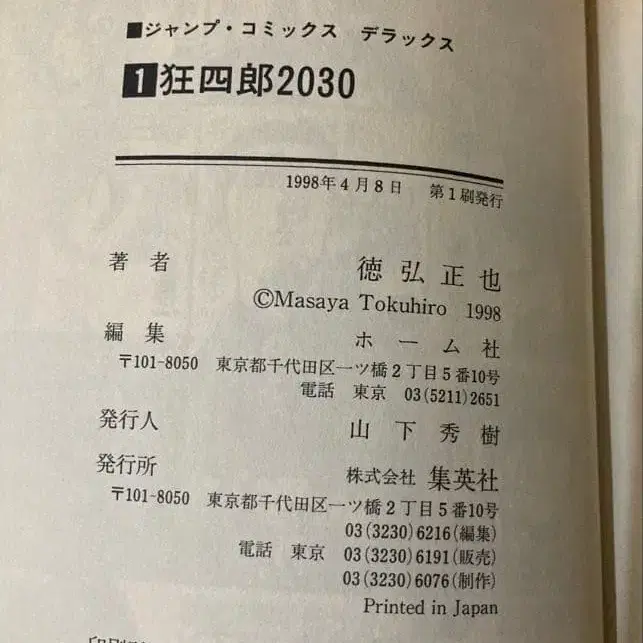 ■ジャンプ・コミックス デラックス
1狂四郎2030
1998年4月8日 第1刷発行
著者 徳弘正也
©Masaya Tokuhiro 1998
編集 ホーム社
〒101-8050 東京都千代田区一ツ橋2丁目5番10号
電話 東京 03(5211)2651
発行人 山下秀樹
発行所 株式会社 集英社
〒101-8050 東京都千代田区一ツ橋2丁目5番10号
03(3230)6216(編集)
電話 東京 03(3230)6191(販売)
03(3230)6076(制作)
Printed in Japan